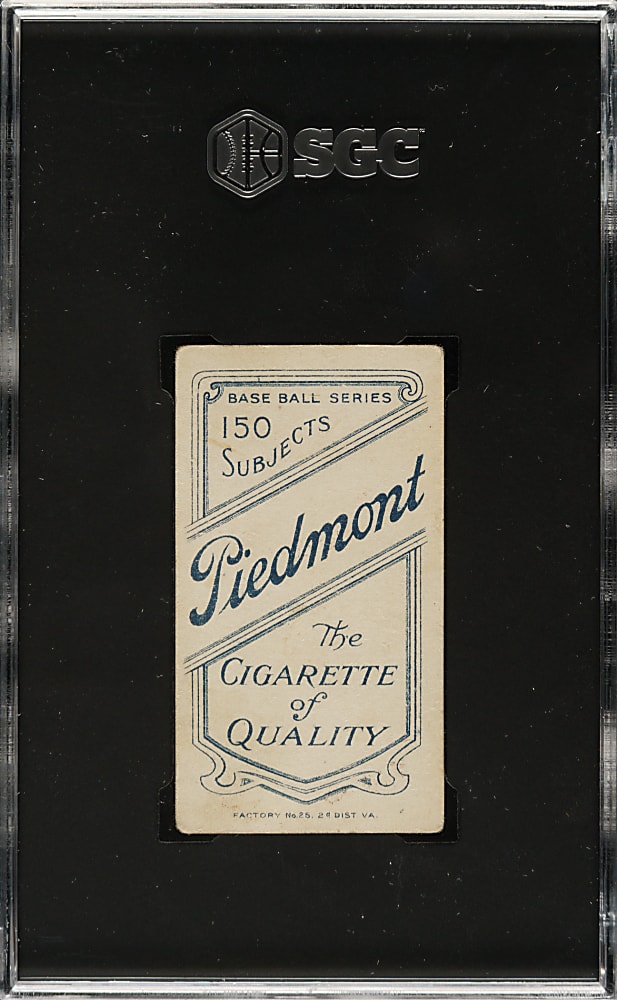 SGC
BASE BALL SERIES
150
SUBJECTS
Piedmont
The
CIGARETTE
of
QUALITY
FACTORY No. 25, 2d DIST VA.